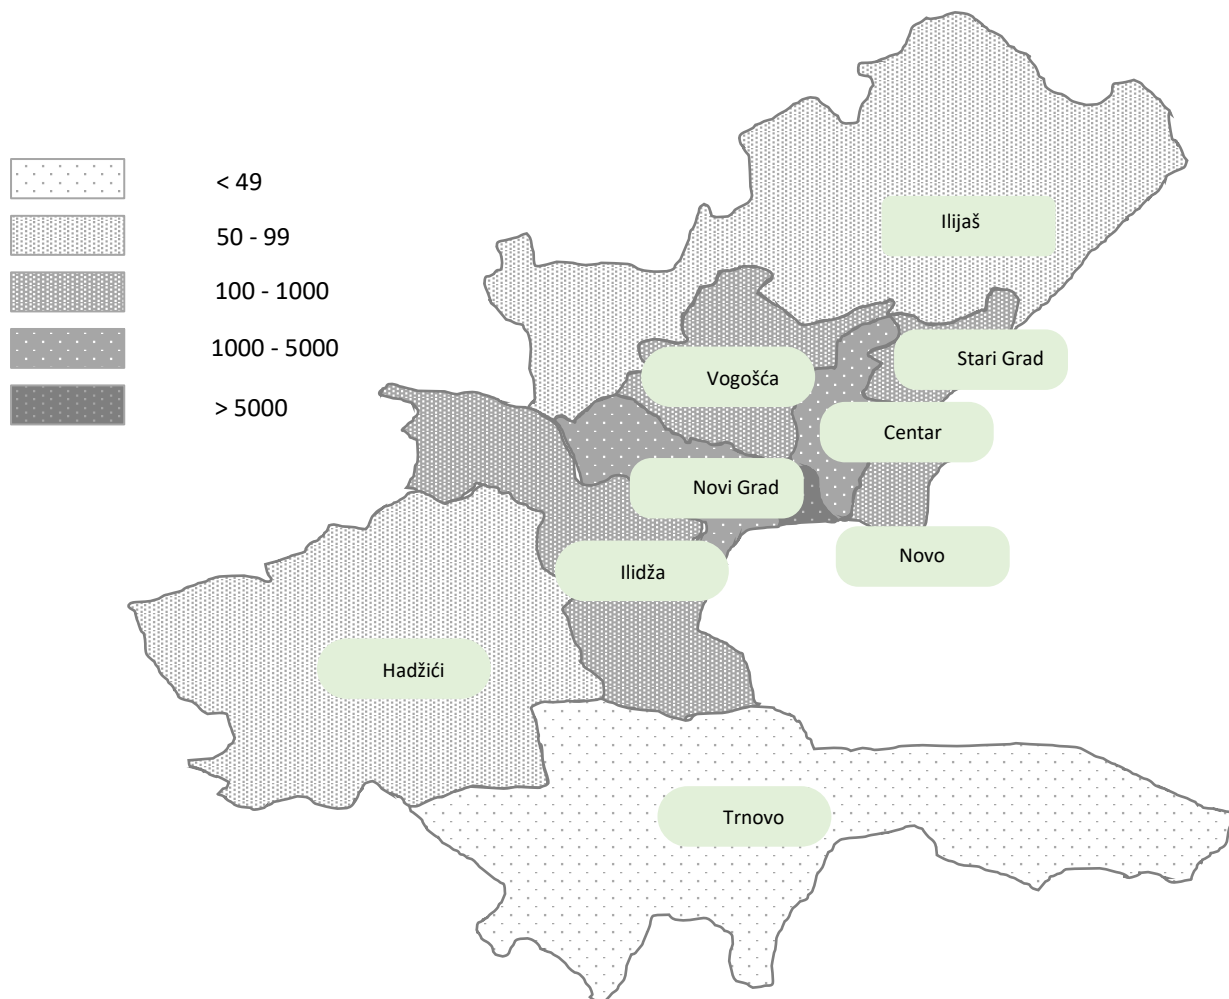 < 49
50 - 99
100 - 1000
1000 - 5000
> 5000
Ilijaš
Stari Grad
Vogošća
Centar
Novi Grad
Novo
Ilidža
Hadžići
Trnovo